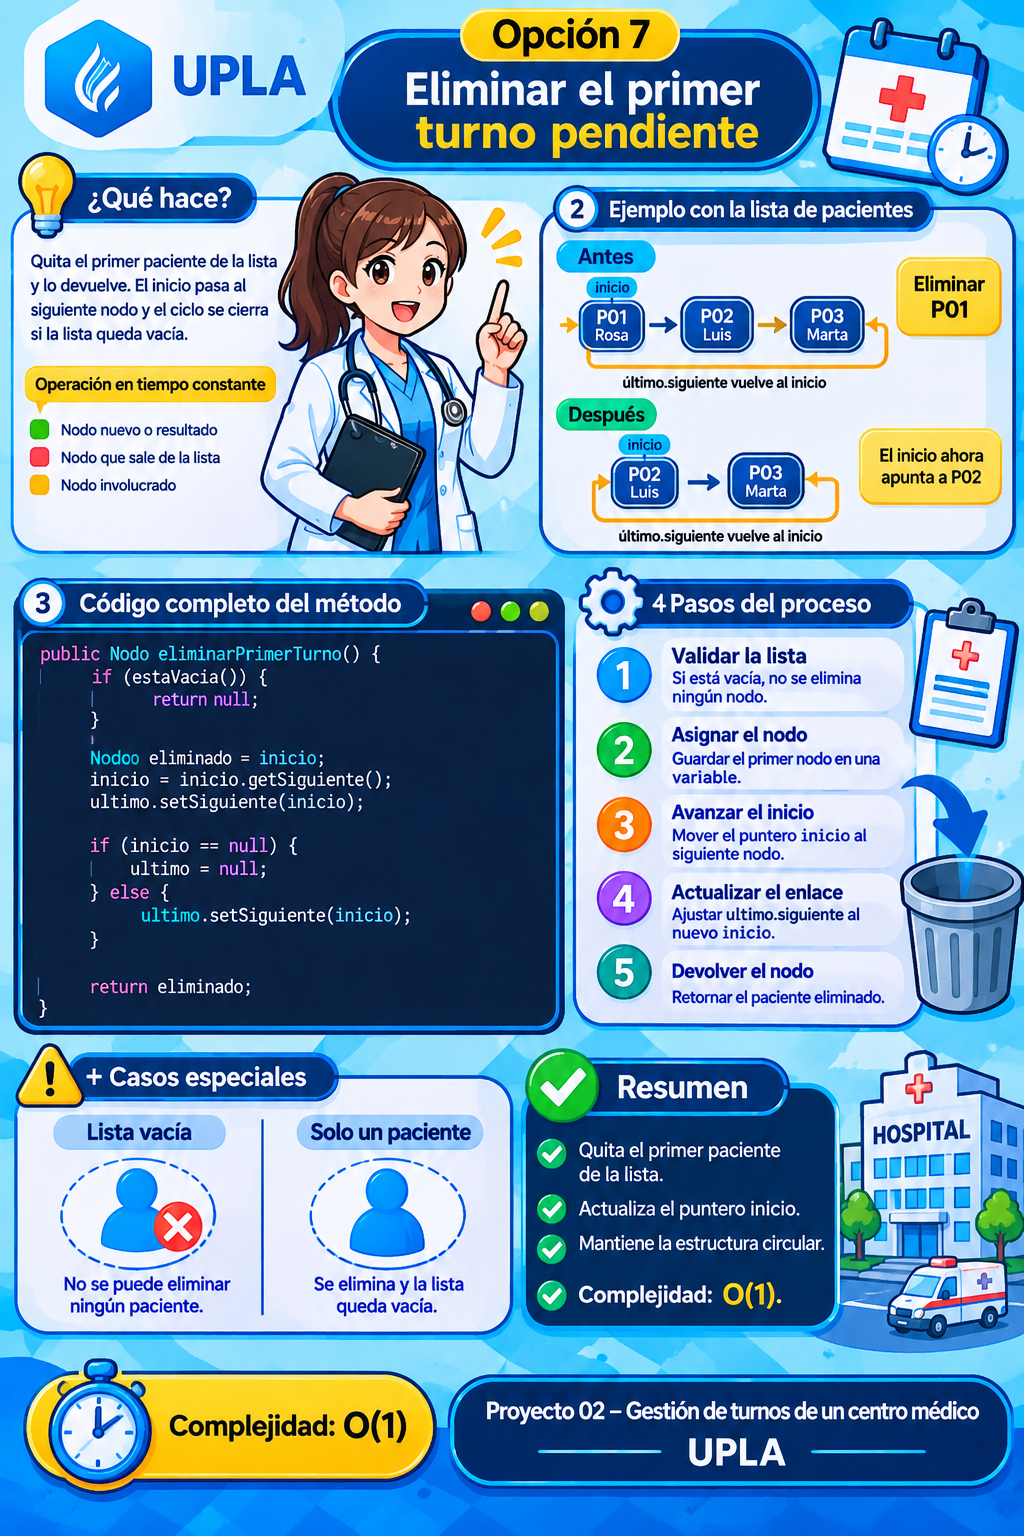 UPLA
Opción 7
Eliminar el primer
turno pendiente
¿Qué hace?
Quita el primer paciente de la lista
y lo devuelve. El inicio pasa al
siguiente nodo y el ciclo se cierra
si la lista queda vacía.
Operación en tiempo constante
Nodo nuevo o resultado
Nodo que sale de la lista
Nodo involucrado
2 Ejemplo con la lista de pacientes
Antes
inicio
P01
Rosa
P02
Luis
P03
Marta
Eliminar
P01
último.siguiente vuelve al inicio
Después
inicio
P02
Luis
P03
Marta
El inicio ahora
apunta a P02
último.siguiente vuelve al inicio
3 Código completo del método
public Nodo eliminarPrimerTurno() {
if (estaVacia()) {
return null;
}
Nodoo eliminado = inicio;
inicio = inicio.getSiguiente();
ultimo.setSiguiente(inicio);
if (inicio == null) {
ultimo = null;
} else {
ultimo.setSiguiente(inicio);
}
return eliminado;
}
4 Pasos del proceso
1
Validar la lista
Si está vacía, no se elimina
ningún nodo.
2
Asignar el nodo
Guardar el primer nodo en una
variable.
3
Avanzar el inicio
Mover el puntero inicio al
siguiente nodo.
4
Actualizar el enlace
Ajustar ultimo.siguiente al
nuevo inicio.
5
Devolver el nodo
Retornar el paciente eliminado.
+ Casos especiales
Lista vacía
No se puede eliminar
ningún paciente.
Solo un paciente
Se elimina y la lista
queda vacía.
Resumen
Quita el primer paciente
de la lista.
Actualiza el puntero inicio.
Mantiene la estructura circular.
Complejidad: O(1).
HOSPITAL
Complejidad: O(1)
Proyecto 02 – Gestión de turnos de un centro médico
UPLA